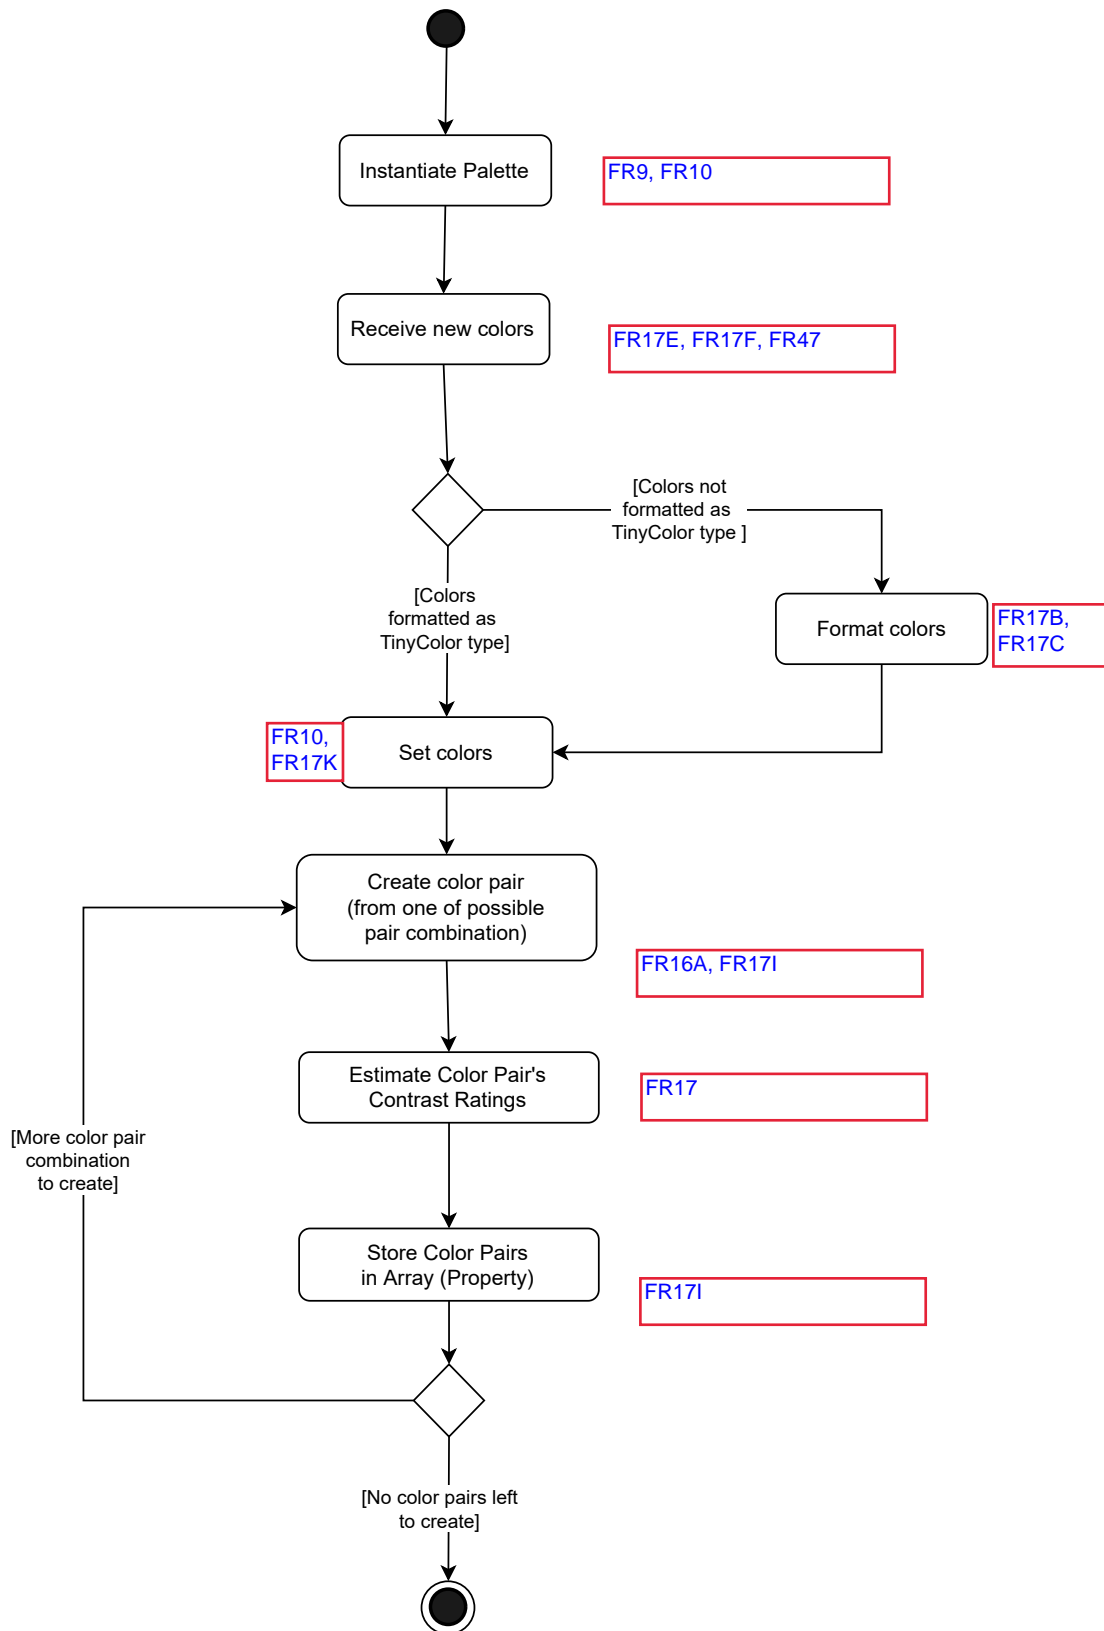 Instantiate Palette
FR9, FR10
Receive new colors
FR17E, FR17F, FR47
[Colors not
formatted as
TinyColor type ]
[Colors
formatted as
TinyColor type]
Format colors
FR17B,
FR17C
FR10,
FR17K
Set colors
Create color pair
(from one of possible
pair combination)
FR16A, FR17I
Estimate Color Pair's
Contrast Ratings
FR17
[More color pair
combination
to create]
Store Color Pairs
in Array (Property)
FR17I
[No color pairs left
to create]